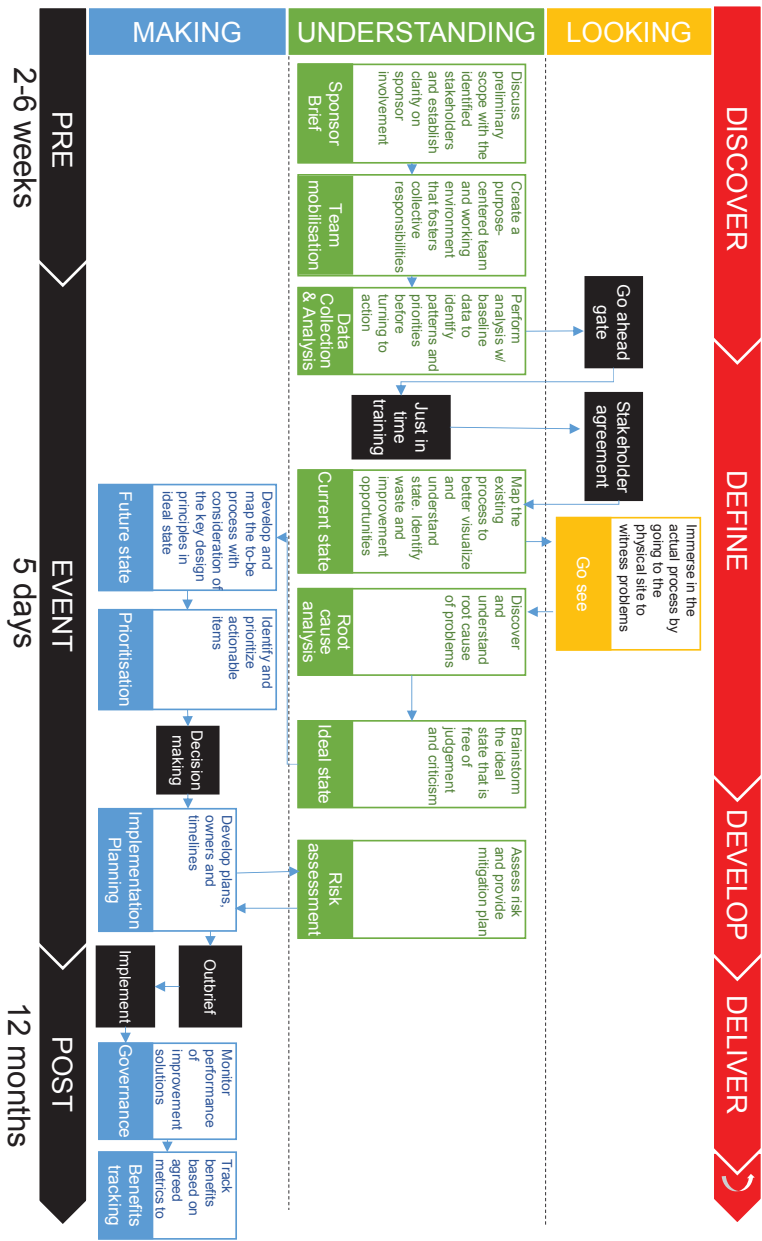 DISCOVER
DEFINE
DEVELOP
DELIVER
LOOKING
Go ahead
gate
Stakeholder
agreement
Immerse in the
actual process by
going to the
physical site to
witness problems
Go see
UNDERSTANDING
Discuss
preliminary
scope with the
identified
stakeholders
and establish
clarity on
sponsor
involvement
Sponsor
Brief
Create a
purpose-
centered team
and working
environment
that fosters
collective
responsibilities
Team
mobilisation
Perform
analysis w/
baseline
data to
identify
patterns and
priorities
before
turning to
action
Data
Collection
& Analysis
Just in
time
training
Map the
existing
process to
better visualize
and
understand
state. Identify
waste and
improvement
opportunities
Current state
Discover
and
understand
root cause
of problems
Root
cause
analysis
Brainstorm
the ideal
state that is
free of
judgement
and criticism
Ideal state
Assess risk
and provide
mitigation plan
Risk
assessment
MAKING
Develop and
map the to-be
process with
consideration of
the key design
principles in
ideal state
Future state
Identify and
prioritize
actionable
items
Prioritisation
Decision
making
Develop plans,
owners and
timelines
Implementation
Planning
Outbrief
Implement
Monitor
performance
of
improvement
solutions
Governance
Track
benefits
based on
agreed
metrics to
Benefits
tracking
PRE
EVENT
POST
2-6 weeks
5 days
12 months